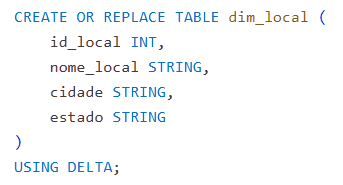 CREATE OR REPLACE TABLE dim_local (
    id_local INT,
    nome_local STRING,
    cidade STRING,
    estado STRING
)
USING DELTA;